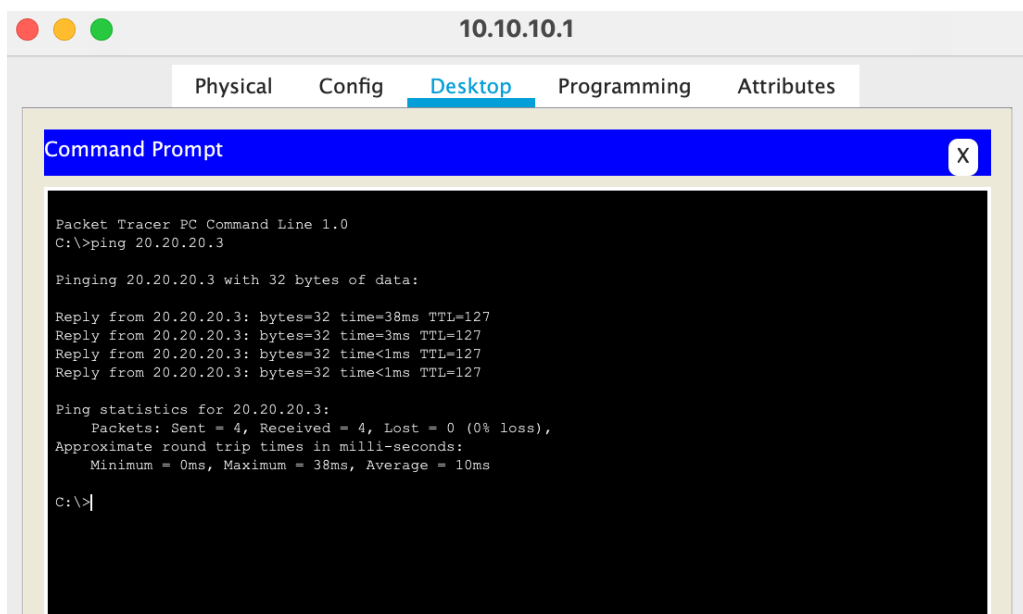 10.10.10.1
Physical Config Desktop Programming Attributes
Command Prompt
X
Packet Tracer PC Command Line 1.0
C:\>ping 20.20.20.3
Pinging 20.20.20.3 with 32 bytes of data:
Reply from 20.20.20.3: bytes=32 time=38ms TTL=127
Reply from 20.20.20.3: bytes=32 time=3ms TTL=127
Reply from 20.20.20.3: bytes=32 time<1ms TTL=127
Reply from 20.20.20.3: bytes=32 time<1ms TTL=127
Ping statistics for 20.20.20.3:
Packets: Sent = 4, Received = 4, Lost = 0 (0% loss),
Approximate round trip times in milli-seconds:
Minimum = 0ms, Maximum = 38ms, Average = 10ms
C:\>